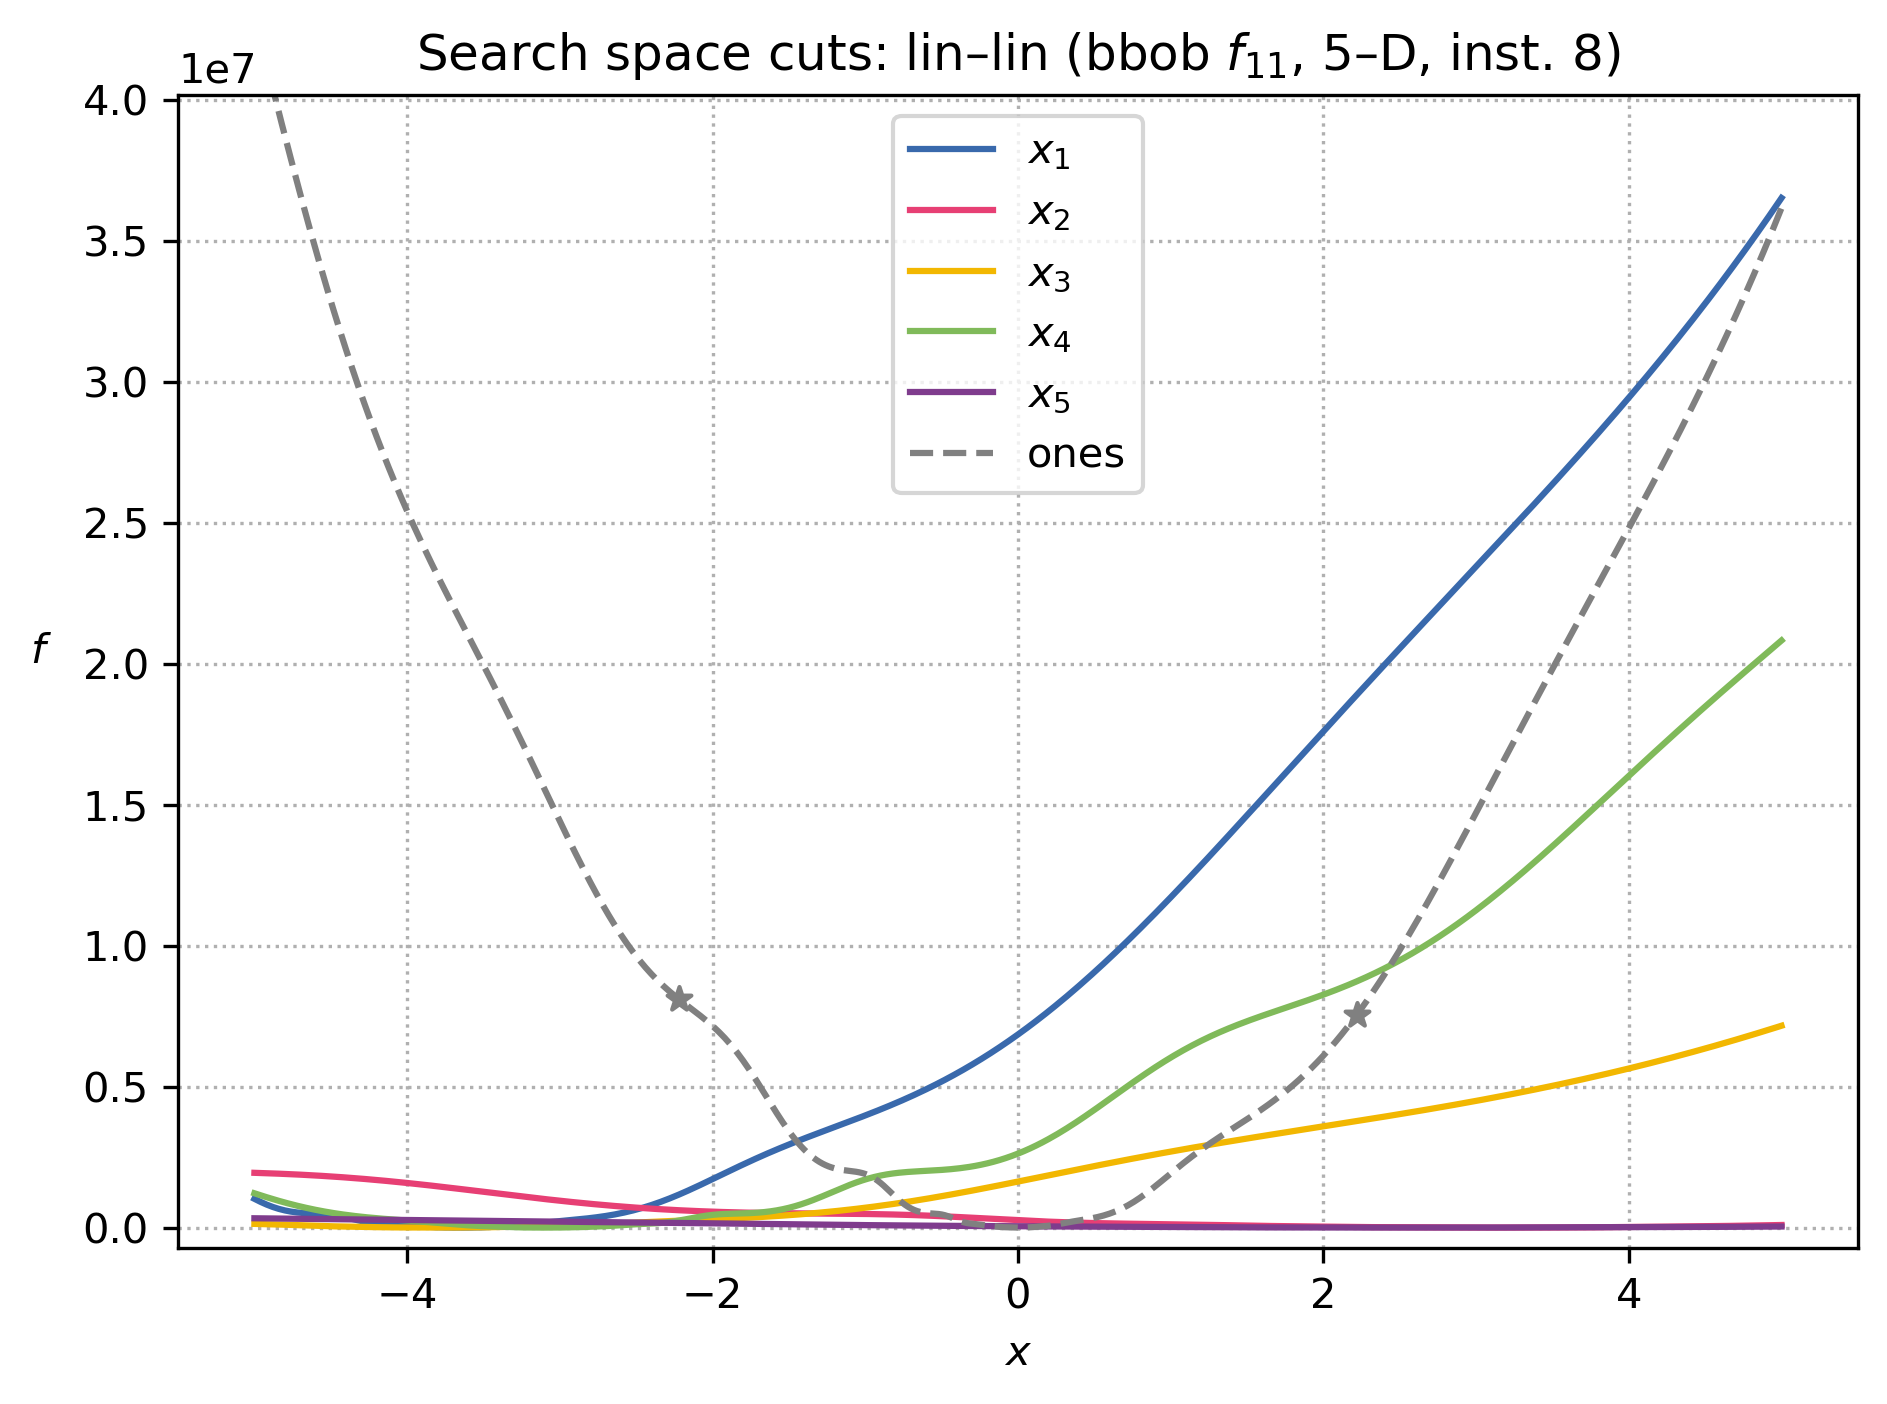 Search space cuts: lin–lin (bbob f₁₁, 5–D, inst. 8)
1e7
4.0
3.5
3.0
2.5
2.0
1.5
1.0
0.5
0.0
f
x₁
x₂
x₃
x₄
x₅
ones
−4 −2 0 2 4
x